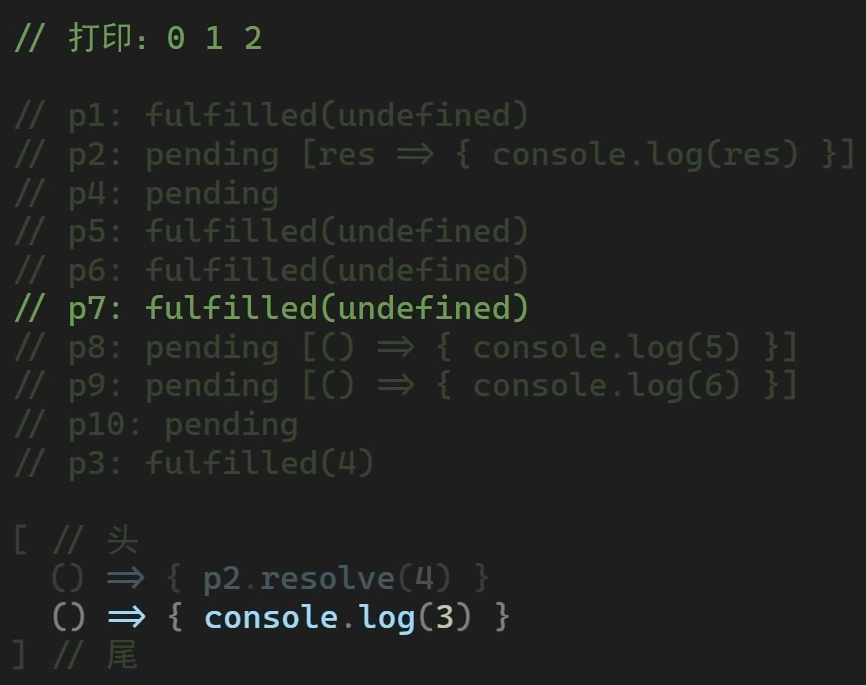 // 打印: 0 1 2
// p1: fulfilled(undefined)
// p2: pending [res => { console.log(res) }]
// p4: pending
// p5: fulfilled(undefined)
// p6: fulfilled(undefined)
// p7: fulfilled(undefined)
// p8: pending [() => { console.log(5) }]
// p9: pending [() => { console.log(6) }]
// p10: pending
// p3: fulfilled(4)
[ // 头
() => { p2.resolve(4) }
() => { console.log(3) }
] // 尾